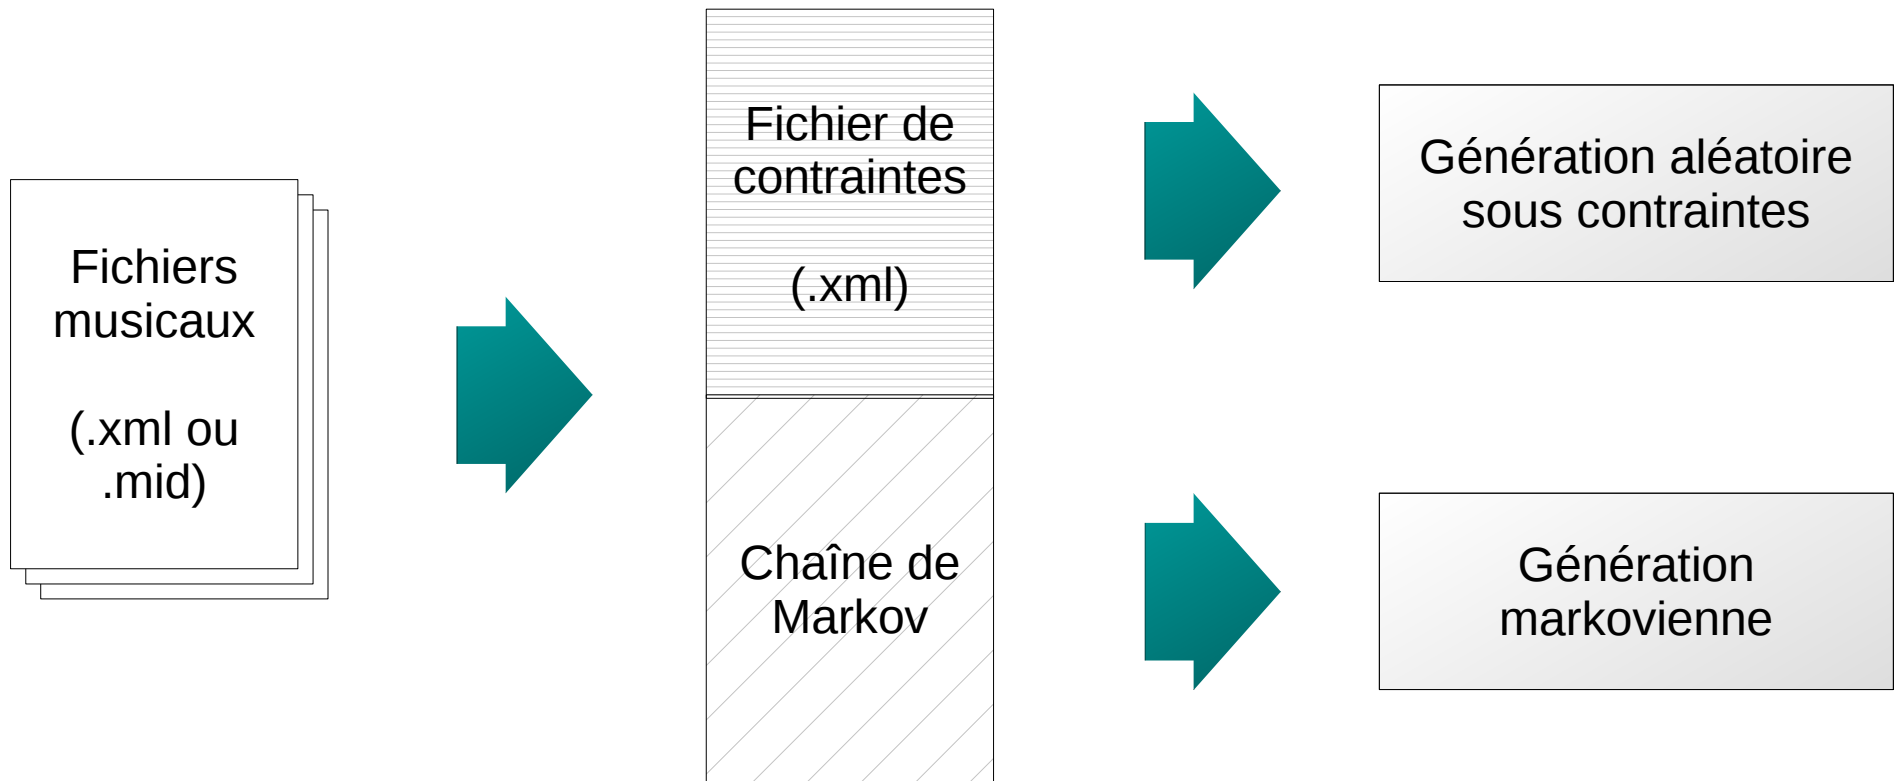 Fichiers
musicaux
(.xml ou
.mid)
Fichier de
contraintes
(.xml)
Chaîne de
Markov
Génération aléatoire
sous contraintes
Génération
markovienne